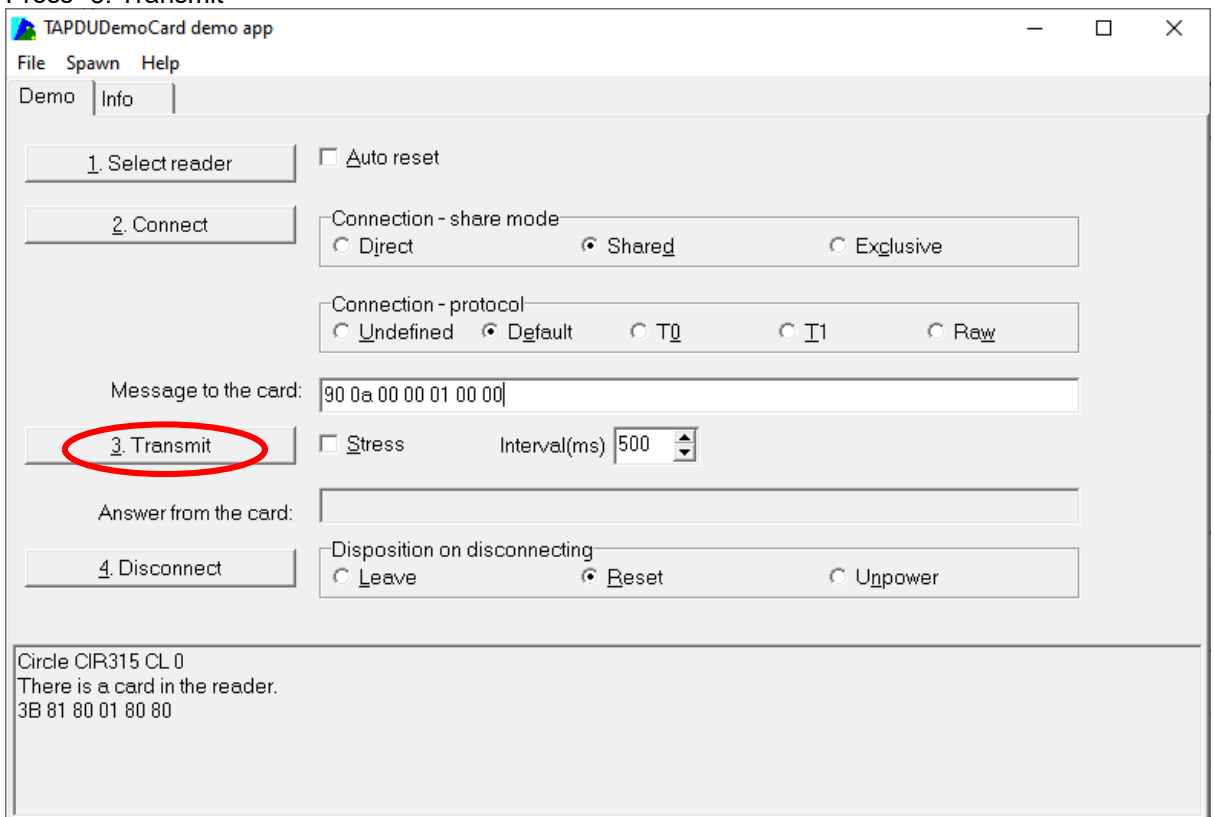 TAPDUDemoCard demo app
File Spawn Help
Demo Info
1. Select reader Auto reset
2. Connect Connection - share mode
Direct Shared Exclusive
Connection - protocol
Undefined Default T0 T1 Raw
Message to the card: 90 0a 00 00 01 00 00
3. Transmit Stress Interval(ms) 500
Answer from the card:
4. Disconnect Disposition on disconnecting
Leave Reset Unpower
Circle CIR315 CL 0
There is a card in the reader.
3B 81 80 01 80 80